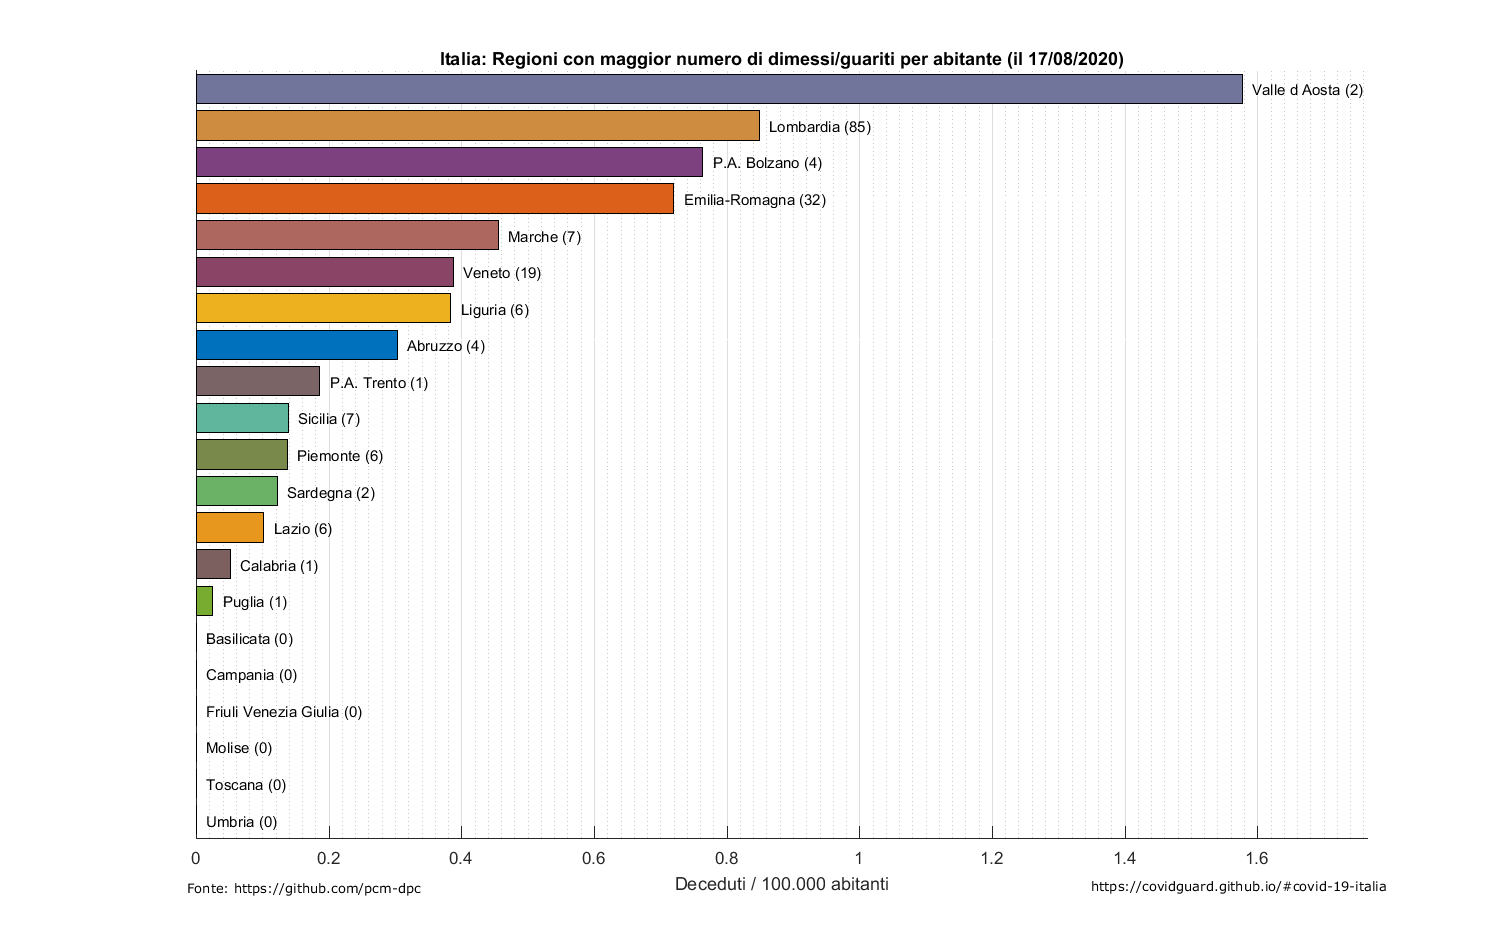 Italia: Regioni con maggior numero di dimessi/guariti per abitante (il 17/08/2020)
Valle d Aosta (2)
Lombardia (85)
P.A. Bolzano (4)
Emilia-Romagna (32)
Marche (7)
Veneto (19)
Liguria (6)
Abruzzo (4)
P.A. Trento (1)
Sicilia (7)
Piemonte (6)
Sardegna (2)
Lazio (6)
Calabria (1)
Puglia (1)
Basilicata (0)
Campania (0)
Friuli Venezia Giulia (0)
Molise (0)
Toscana (0)
Umbria (0)
0 0.2 0.4 0.6 0.8 1 1.2 1.4 1.6
Deceduti / 100.000 abitanti
Fonte: https://github.com/pcm-dpc
https://covidguard.github.io/#covid-19-italia